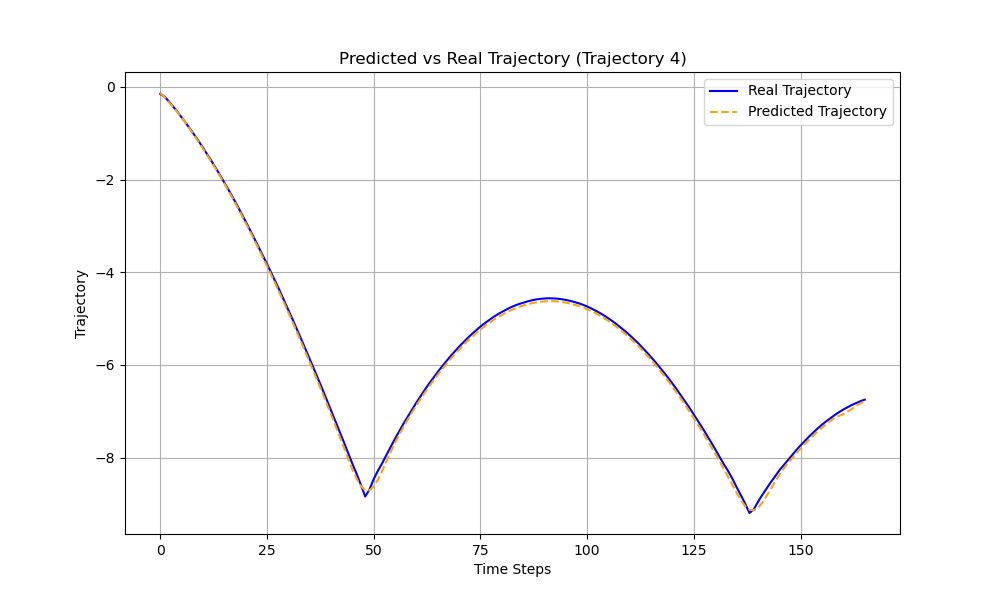 Predicted vs Real Trajectory (Trajectory 4)
Real Trajectory
Predicted Trajectory
Trajectory
0
−2
−4
−6
−8
0 25 50 75 100 125 150
Time Steps